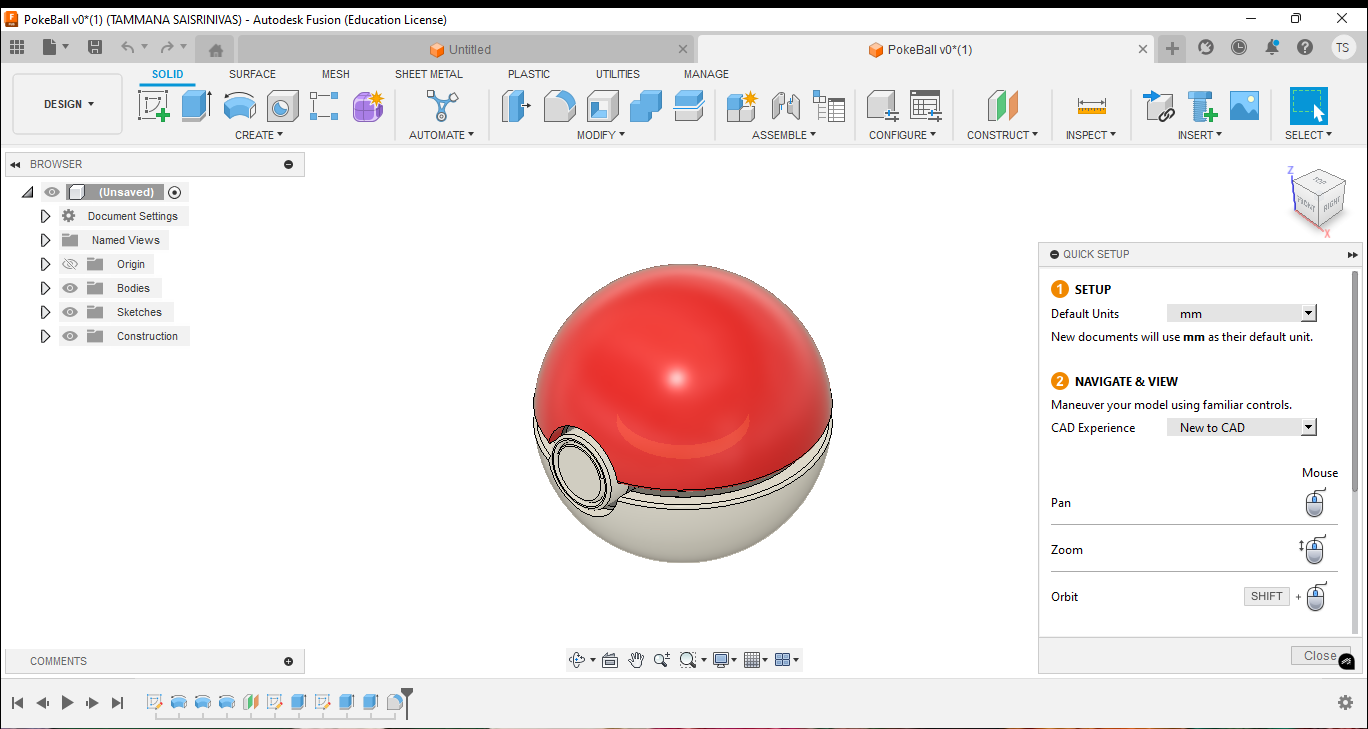 PokeBall v0*(1) (TAMMANA SAISRINIVAS) - Autodesk Fusion (Education License)
Untitled
PokeBall v0*(1)
TS
SOLID SURFACE MESH SHEET METAL PLASTIC UTILITIES MANAGE
DESIGN
CREATE AUTOMATE MODIFY ASSEMBLE CONFIGURE CONSTRUCT INSPECT INSERT SELECT
BROWSER
(Unsaved)
Document Settings
Named Views
Origin
Bodies
Sketches
Construction
Z
TOP
FRONT RIGHT
X
QUICK SETUP
1 SETUP
Default Units mm
New documents will use mm as their default unit.
2 NAVIGATE & VIEW
Maneuver your model using familiar controls.
CAD Experience New to CAD
Mouse
Pan
Zoom
Orbit SHIFT +
Close
COMMENTS